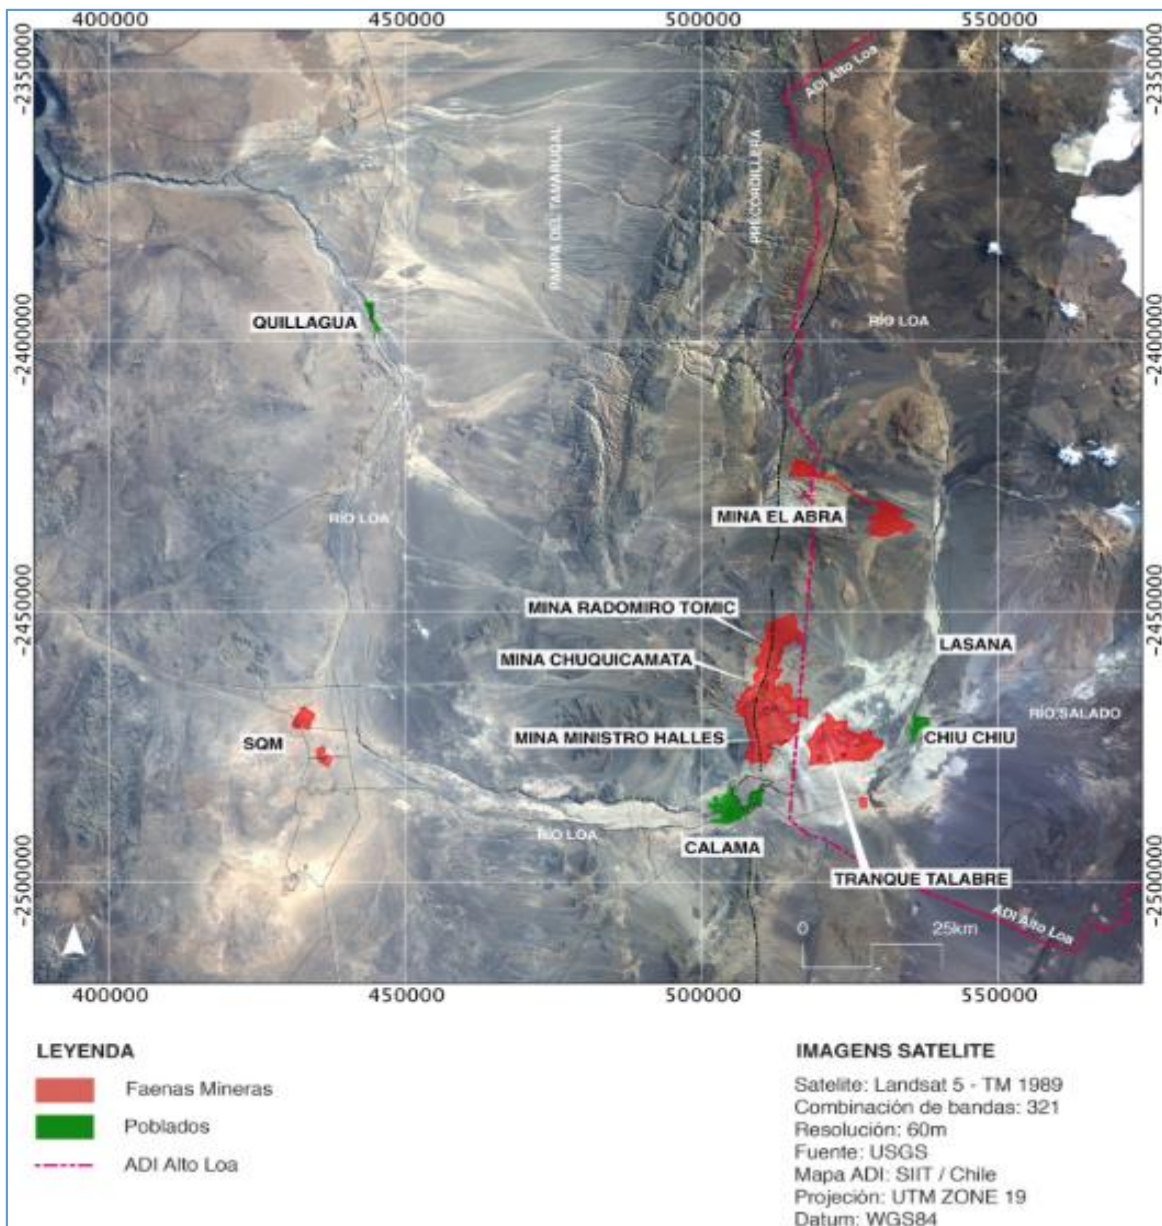 400000 450000 500000 550000
-2350000
-2350000
ADI Alto Loa
PAMPA DEL TAMARUGAL
PRECORDILLERA
QUILLAGUA
RÍO LOA
-2400000
-2400000
MINA EL ABRA
RÍO LOA
MINA RADOMIRO TOMIC
-2450000
-2450000
LASANA
MINA CHUQUICAMATA
RÍO SALADO
SQM
MINA MINISTRO HALLES
CHIU CHIU
RÍO LOA
CALAMA
TRANQUE TALABRE
-2500000
-2500000
ADI Alto Loa
0 25km
400000 450000 500000 550000
LEYENDA
Faenas Mineras
Poblados
ADI Alto Loa
IMAGENS SATELITE
Satelite: Landsat 5 - TM 1989
Combinación de bandas: 321
Resolución: 60m
Fuente: USGS
Mapa ADI: SIIT / Chile
Projeción: UTM ZONE 19
Datum: WGS84